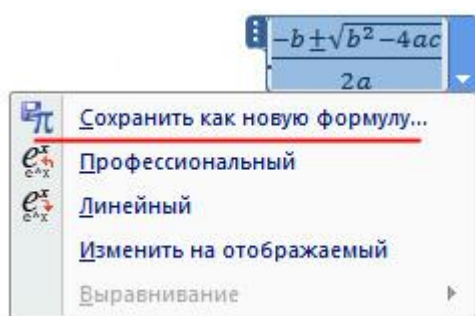 −b ± √b² − 4ac
2a
Сохранить как новую формулу...
Профессиональный
Линейный
Изменить на отображаемый
Выравнивание